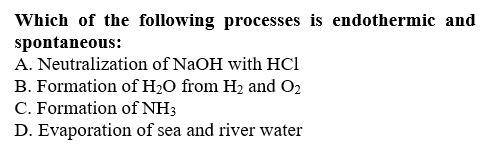 Which of the following processes is endothermic and
spontaneous:
A. Neutralization of NaOH with HCl
B. Formation of H₂O from H₂ and O₂
C. Formation of NH₃
D. Evaporation of sea and river water